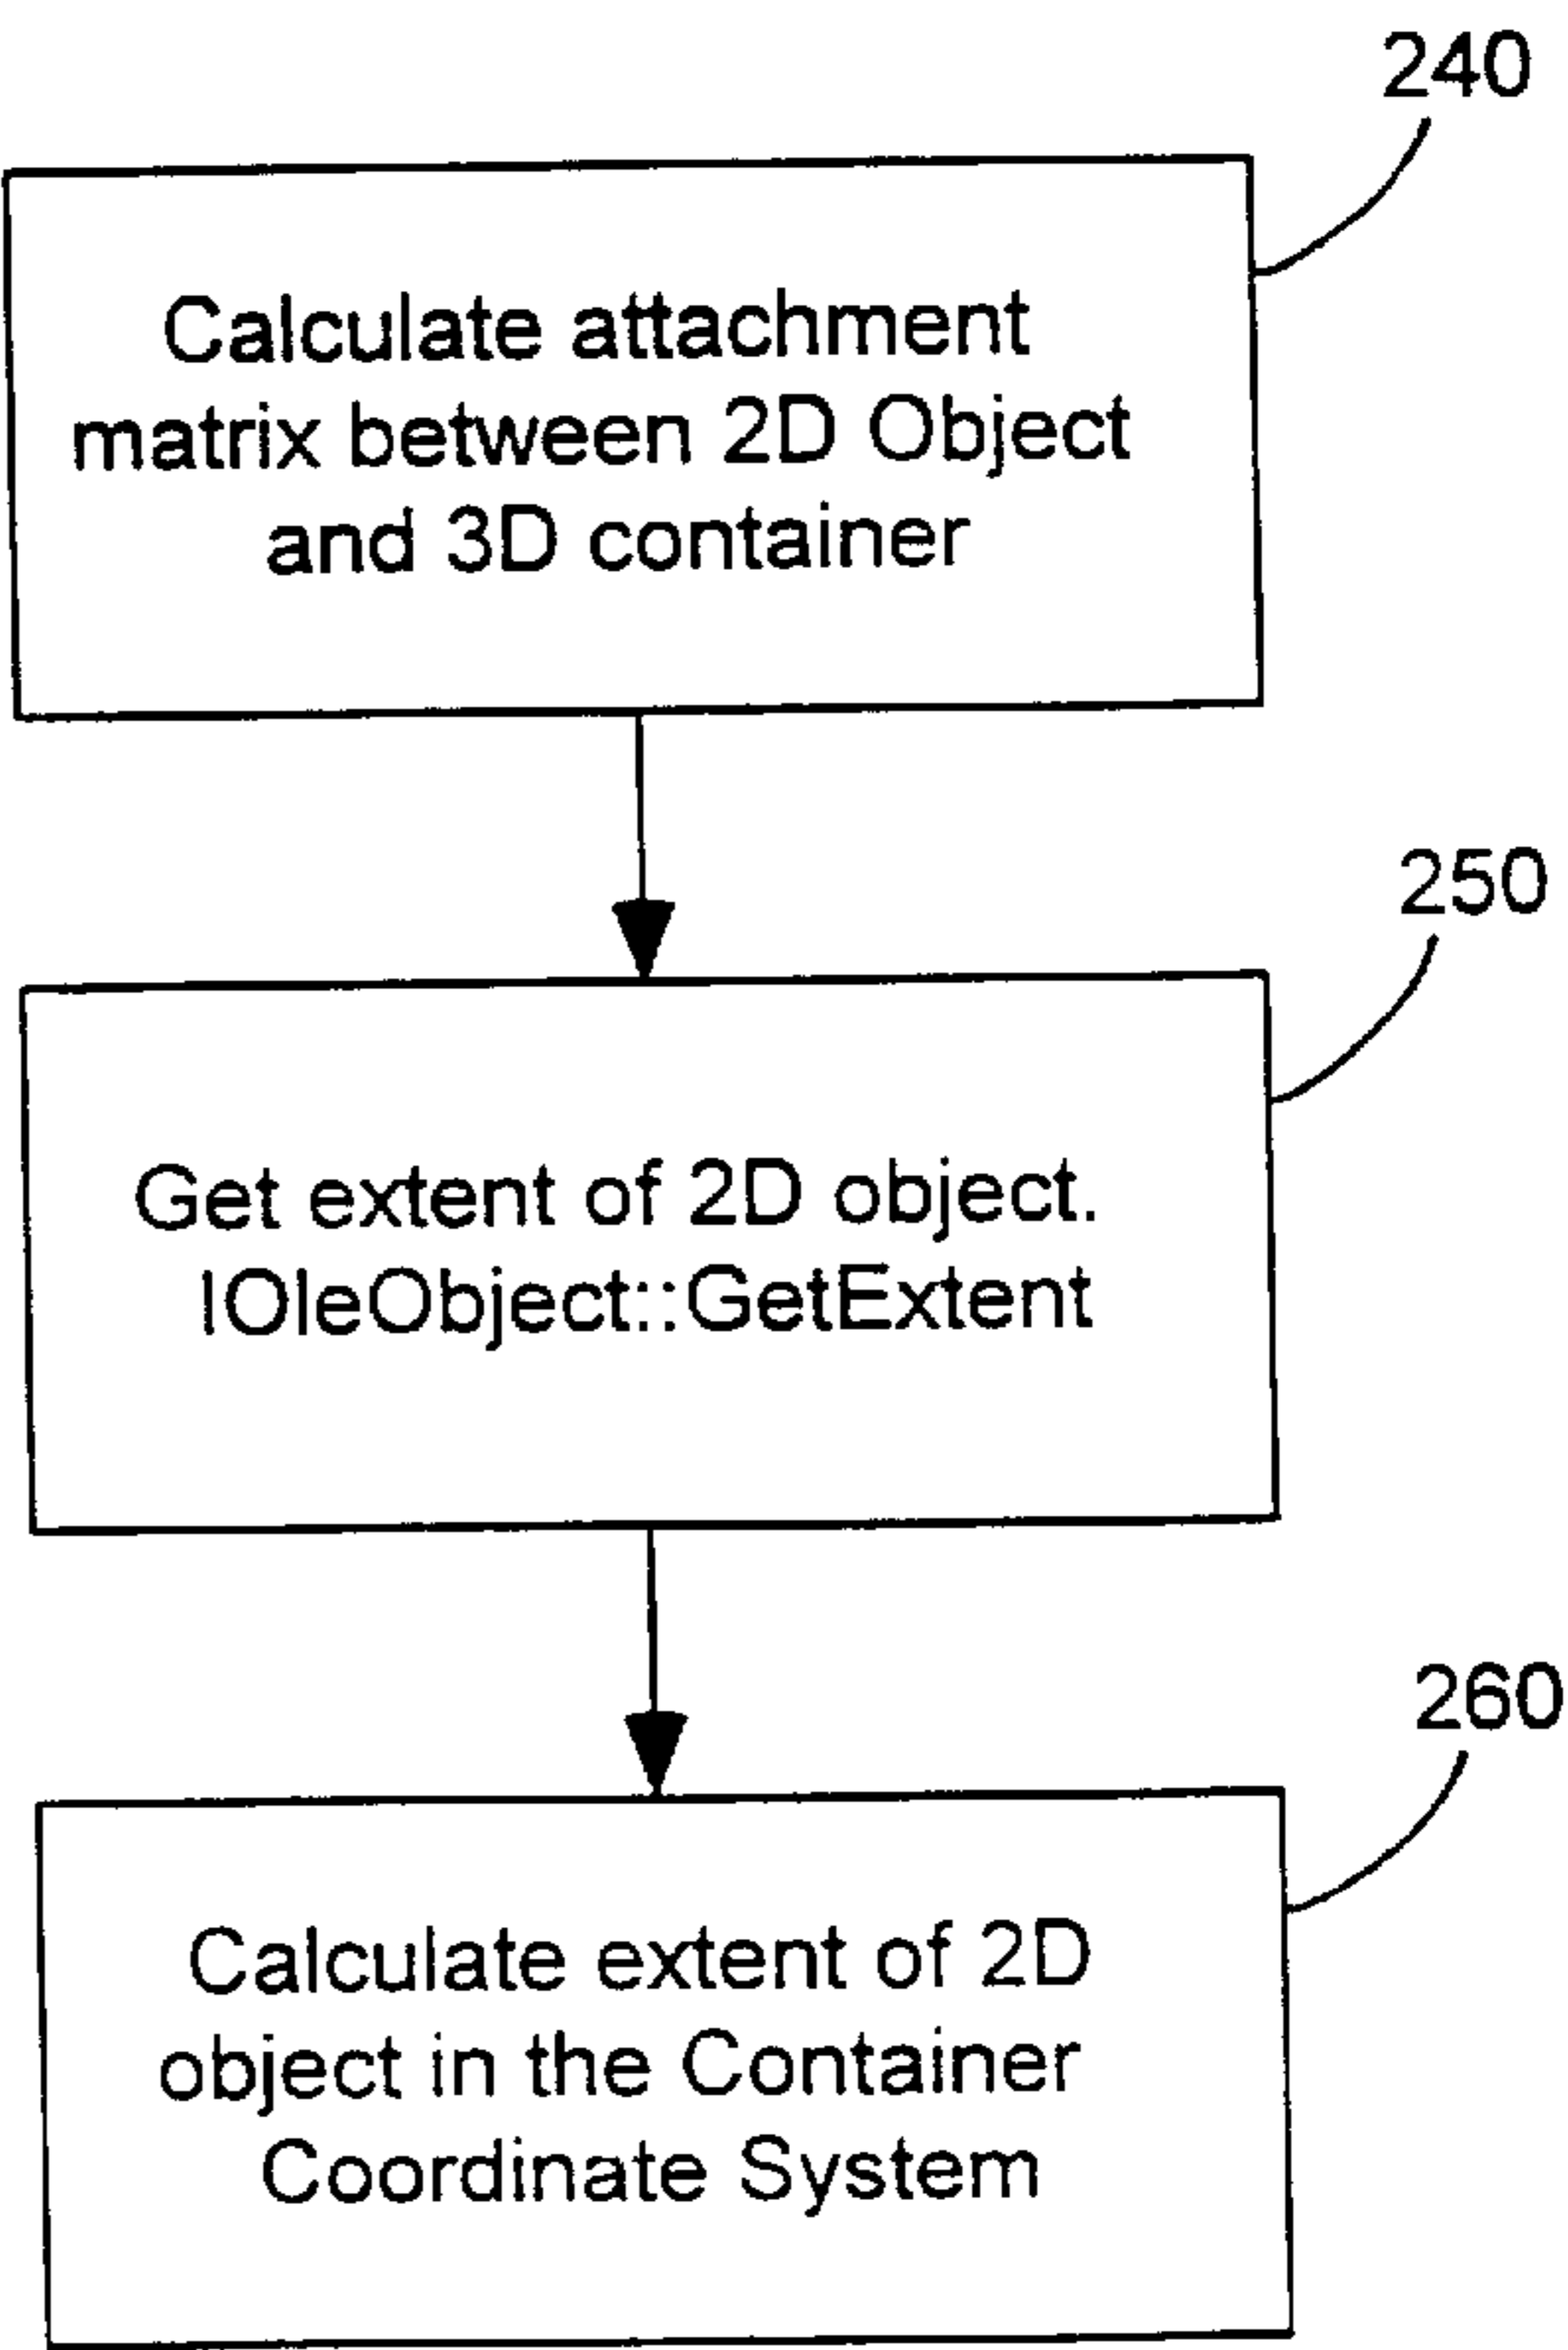 240
Calculate attachment
matrix between 2D Object
and 3D container
250
Get extent of 2D object.
IOleObject::GetExtent
260
Calculate extent of 2D
object in the Container
Coordinate System